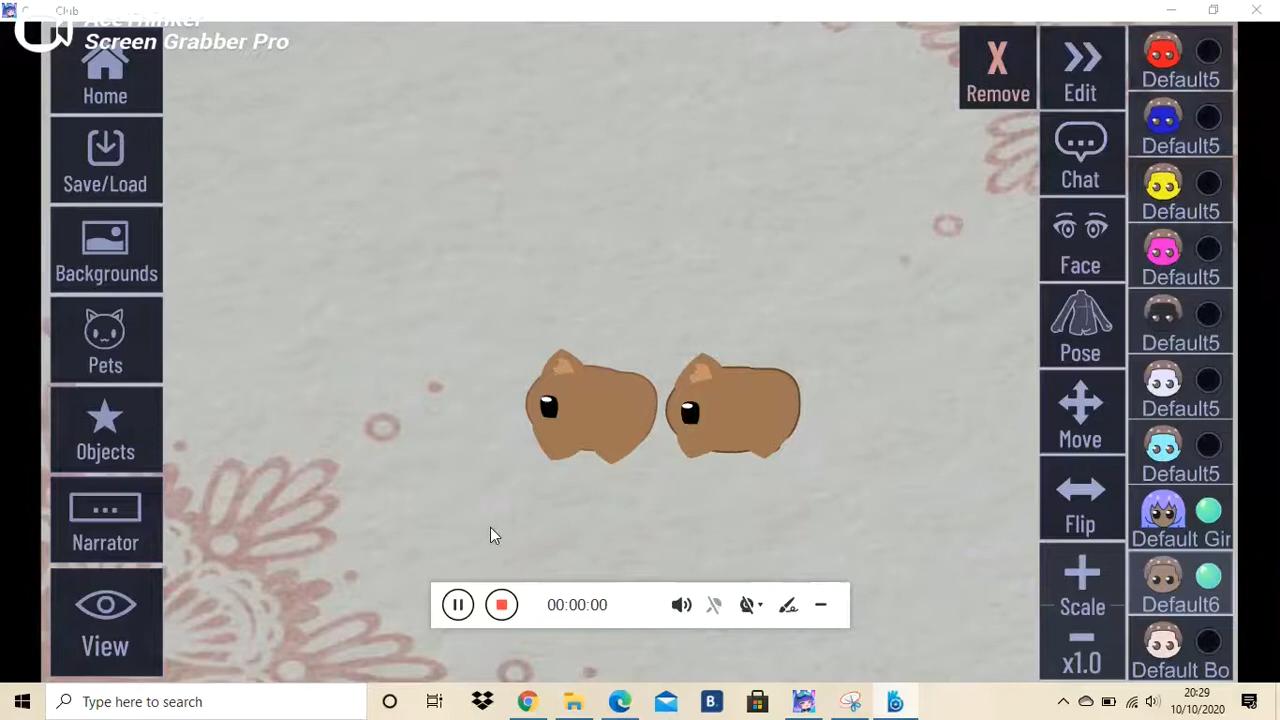 Club
AceThinker
Screen Grabber Pro
Home
Save/Load
Backgrounds
Pets
Objects
Narrator
View
X
Remove
Edit
Chat
Face
Pose
Move
Flip
Scale
x1.0
Default5
Default5
Default5
Default5
Default5
Default5
Default5
Default Gir
Default6
Default Bo
00:00:00
Type here to search
B.
20:29
10/10/2020